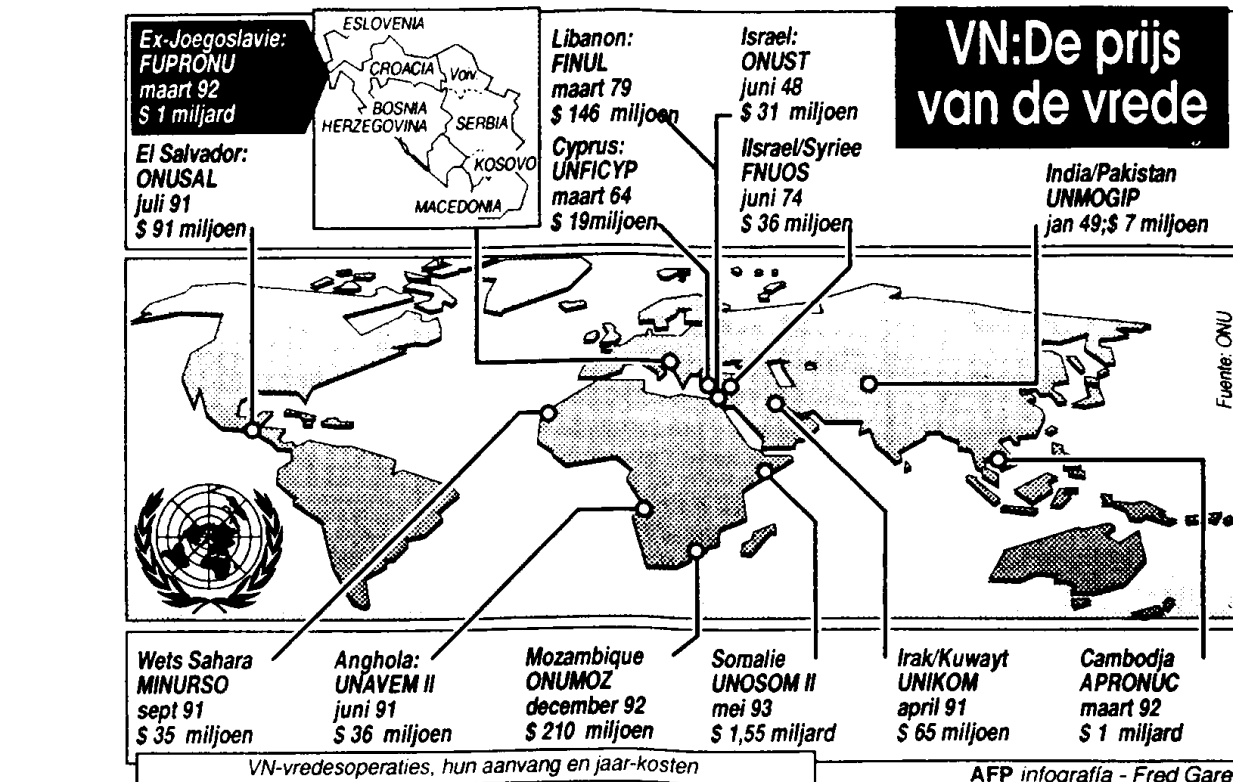 VN:De prijs
van de vrede
Ex-Joegoslavie:
FUPRONU
maart 92
$ 1 miljard
El Salvador:
ONUSAL
juli 91
$ 91 miljoen
ESLOVENIA
CROACIA
Voiv.
BOSNIA
HERZEGOVINA
SERBIA
KOSOVO
MACEDONIA
Libanon:
FINUL
maart 79
$ 146 miljoen
Cyprus:
UNFICYP
maart 64
$ 19miljoen
Israel:
ONUST
juni 48
$ 31 miljoen
IIsrael/Syriee
FNUOS
juni 74
$ 36 miljoen
India/Pakistan
UNMOGIP
jan 49;$ 7 miljoen
Fuente: ONU
Wets Sahara
MINURSO
sept 91
$ 35 miljoen
Anghola:
UNAVEM II
juni 91
$ 36 miljoen
Mozambique
ONUMOZ
december 92
$ 210 miljoen
Somalie
UNOSOM II
mei 93
$ 1,55 miljard
Irak/Kuwayt
UNIKOM
april 91
$ 65 miljoen
Cambodja
APRONUC
maart 92
$ 1 miljard
VN-vredesoperaties, hun aanvang en jaar-kosten
AFP infografía - Fred Gare